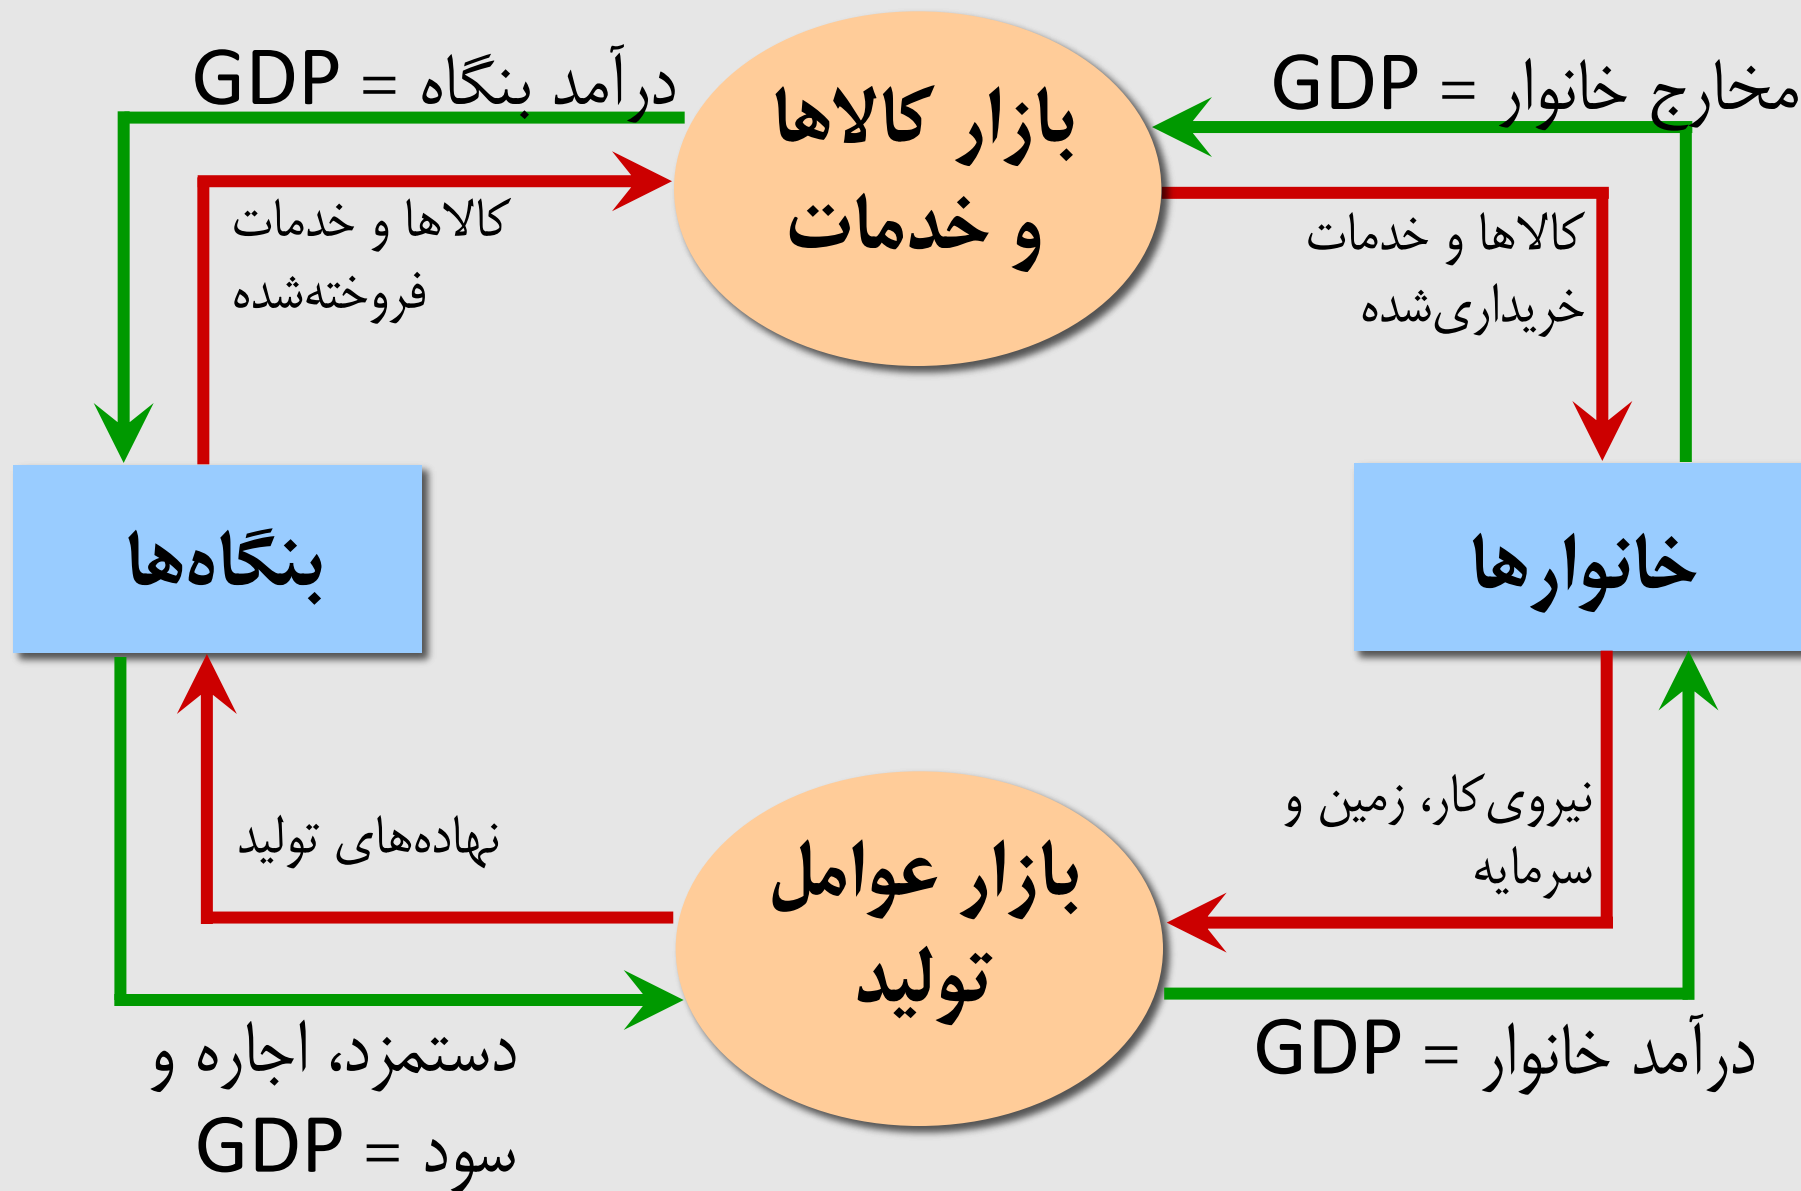 مخارج خانوار = GDP
درآمد بنگاه = GDP
بازار کالاها
و خدمات
کالاها و خدمات
خریداری‌شده
کالاها و خدمات
فروخته‌شده
خانوارها
بنگاه‌ها
نیروی‌کار، زمین و
سرمایه
نهاده‌های تولید
بازار عوامل
تولید
درآمد خانوار = GDP
دستمزد، اجاره و
سود = GDP